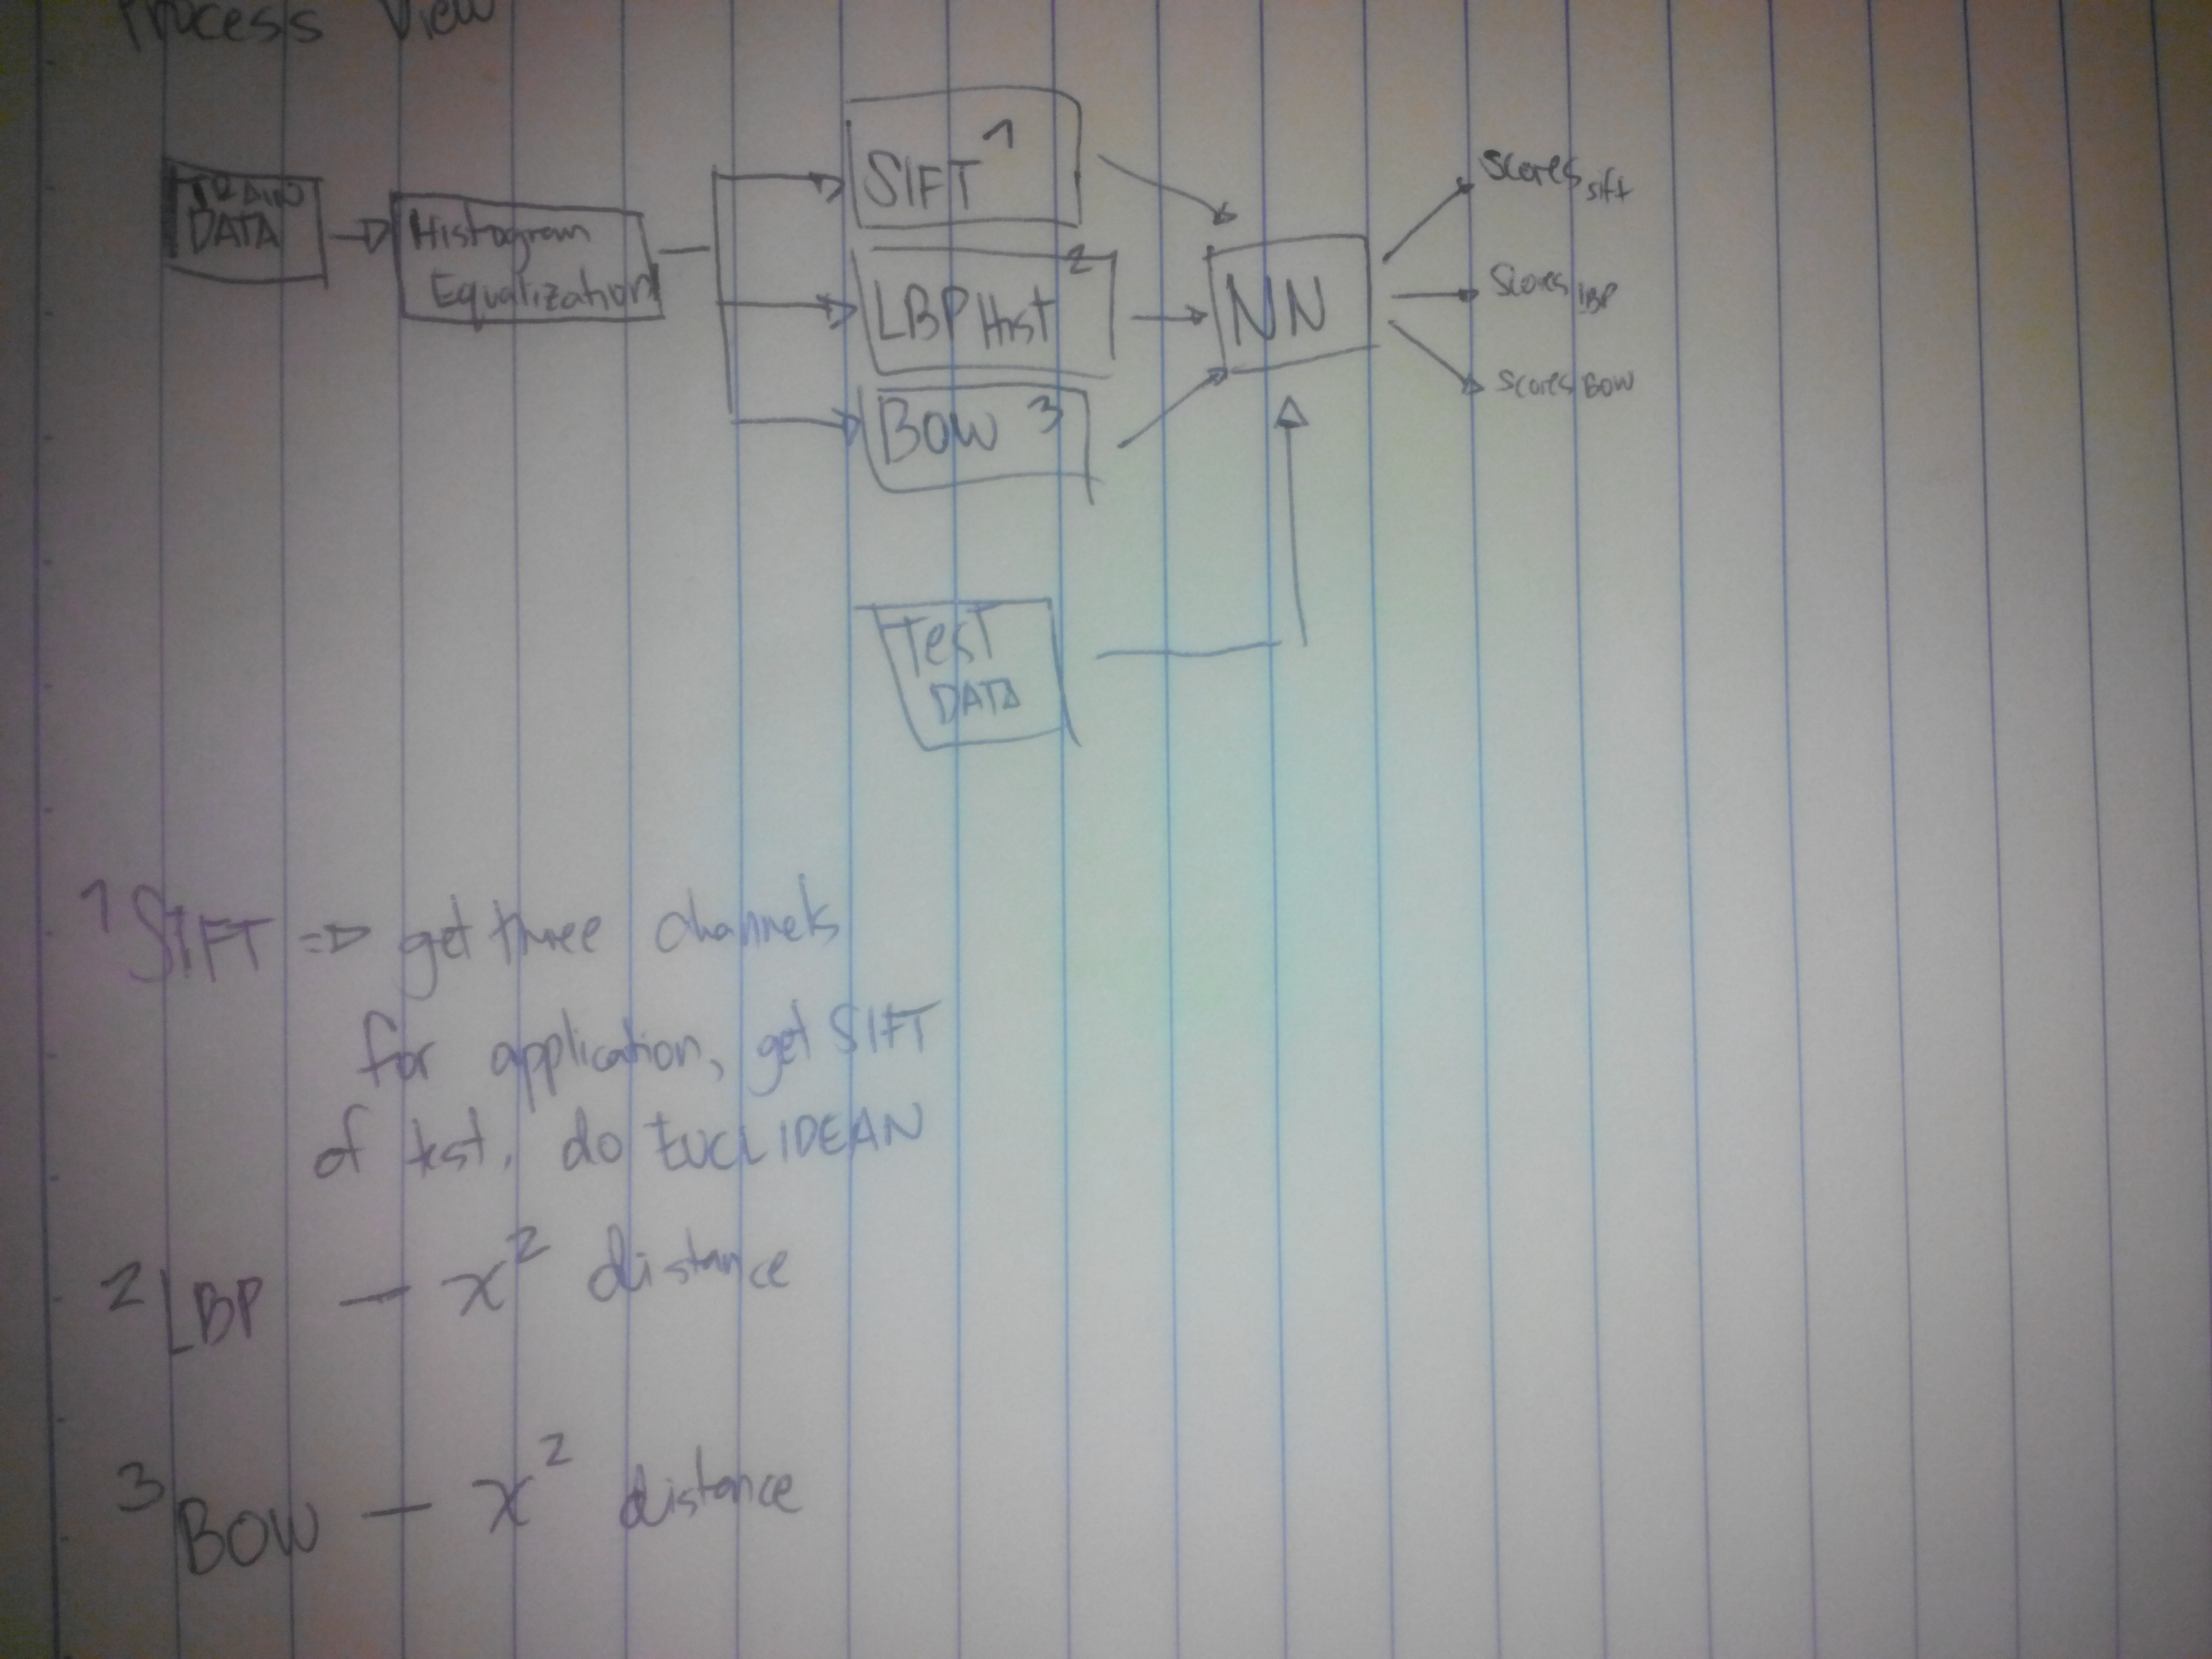 Process View
TRAIN
DATA
Histogram
Equalization
SIFT 1
LBP Hist 2
BOW 3
NN
Scores sift
Scores LBP
Scores BOW
Test
DATA
1 SIFT => get three channels
for application, get SIFT
of test, do EUCLIDEAN
2 LBP — x² distance
3 BOW — x² distance